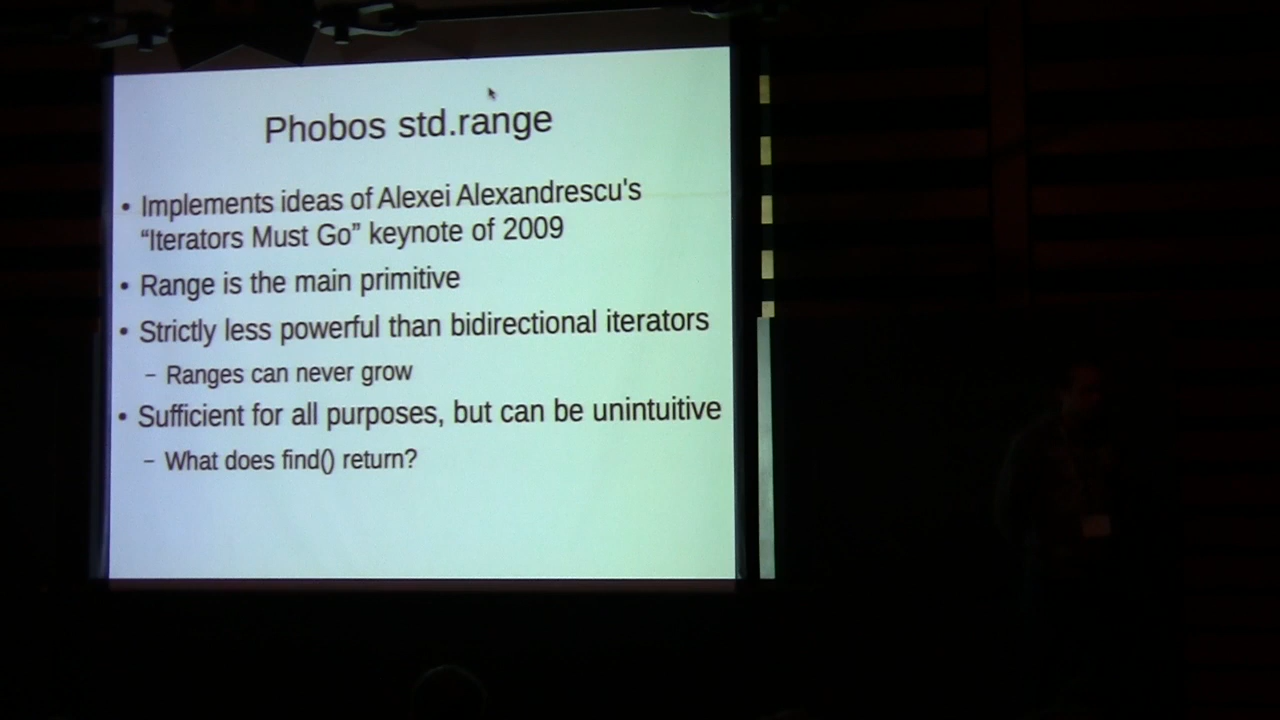 Phobos std.range
• Implements ideas of Alexei Alexandrescu's
“Iterators Must Go” keynote of 2009
• Range is the main primitive
• Strictly less powerful than bidirectional iterators
– Ranges can never grow
• Sufficient for all purposes, but can be unintuitive
– What does find() return?